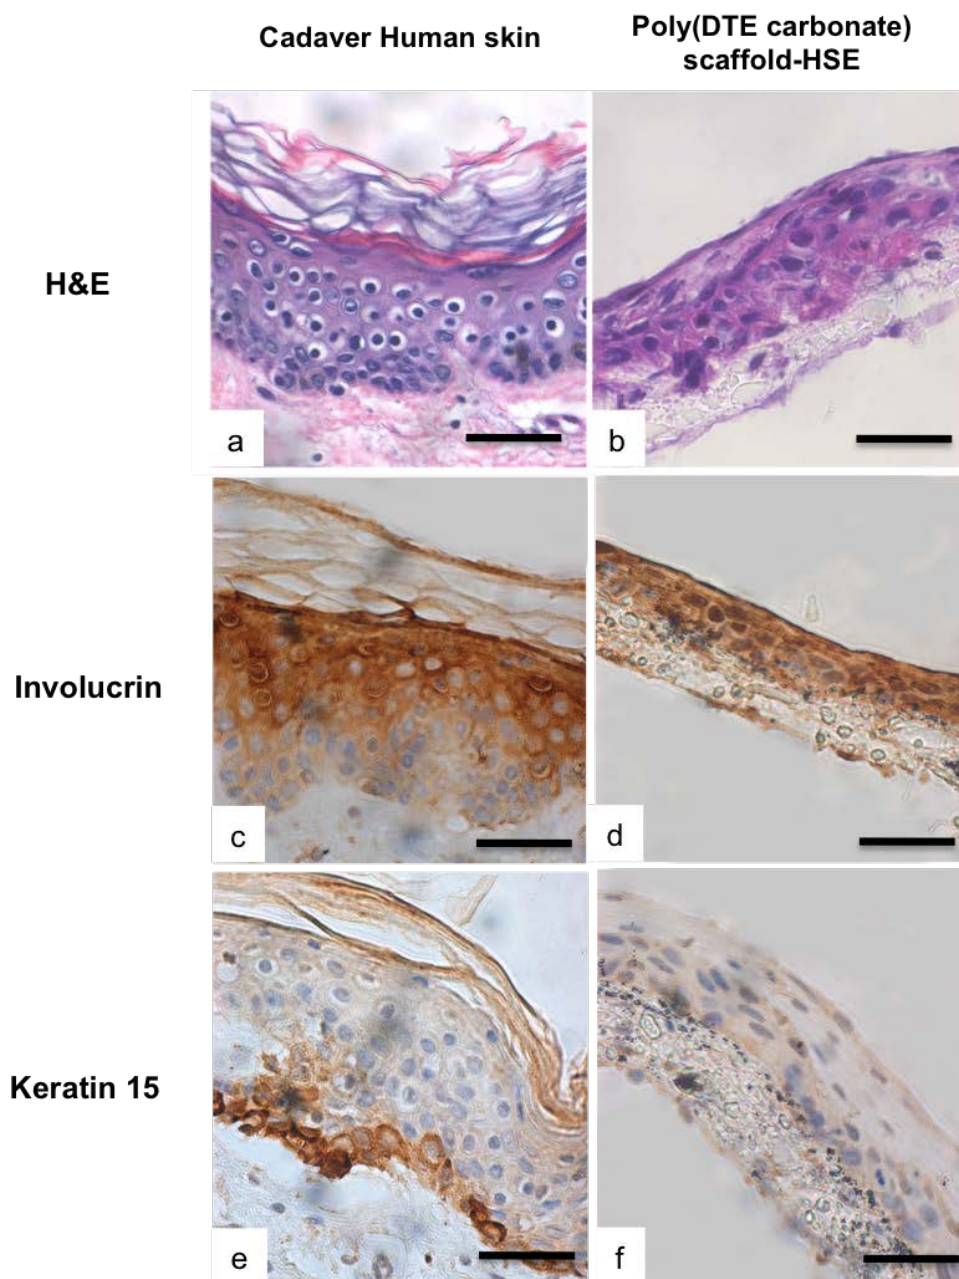 Cadaver Human skin
Poly(DTE carbonate)
scaffold-HSE
H&E
a
b
Involucrin
c
d
Keratin 15
e
f